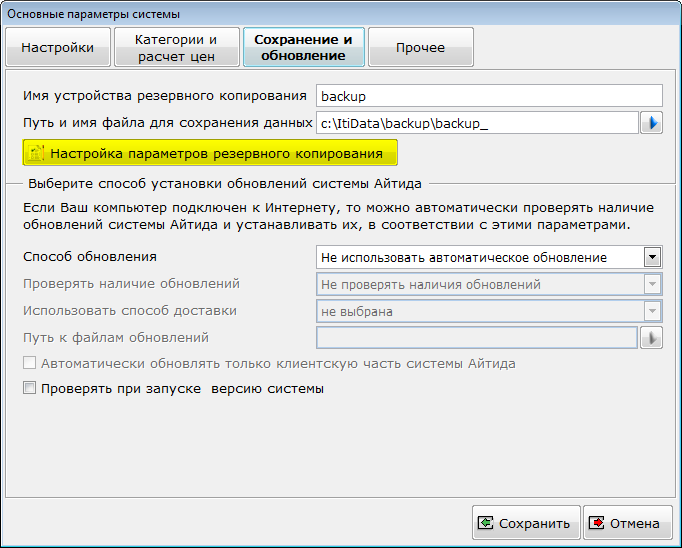 Основные параметры системы
Настройки
Категории и
расчет цен
Сохранение и
обновление
Прочее
Имя устройства резервного копирования
backup
Путь и имя файла для сохранения данных
c:\ItiData\backup\backup_
Настройка параметров резервного копирования
Выберите способ установки обновлений системы Айтида
Если Ваш компьютер подключен к Интернету, то можно автоматически проверять наличие
обновлений системы Айтида и устанавливать их, в соответствии с этими параметрами.
Способ обновления
Не использовать автоматическое обновление
Проверять наличие обновлений
Не проверять наличия обновлений
Использовать способ доставки
не выбрана
Путь к файлам обновлений
Автоматически обновлять только клиентскую часть системы Айтида
Проверять при запуске версию системы
Сохранить
Отмена